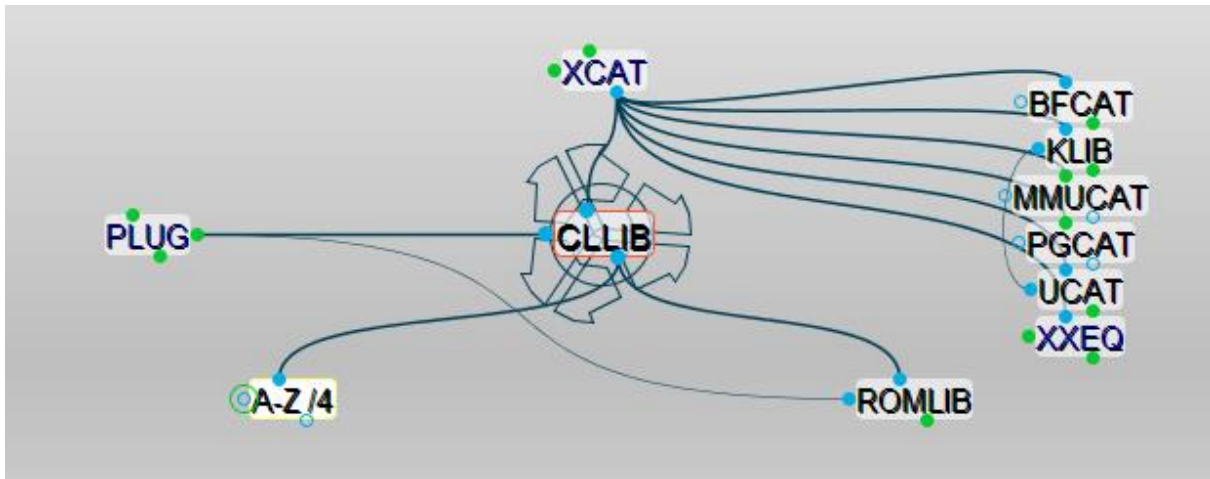 XCAT
BFCAT
KLIB
MMUCAT
PLUG
CLLIB
PGCAT
UCAT
XXEQ
A-Z /4
ROMLIB